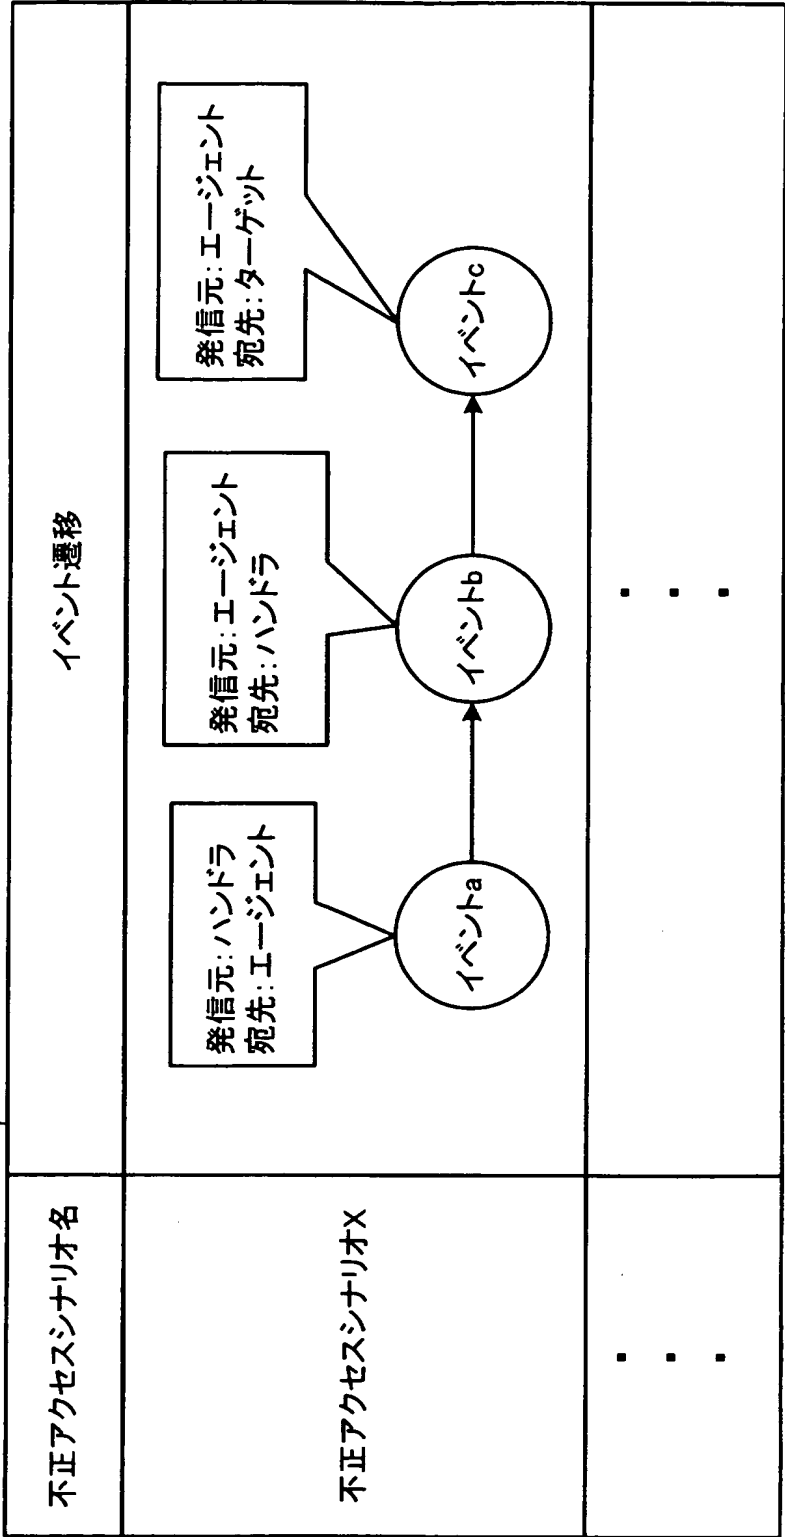 不正アクセスシナリオ名
イベント遷移
不正アクセスシナリオX
発信元：ハンドラ
宛先：エージェント
イベントa
発信元：エージェント
宛先：ハンドラ
イベントb
発信元：エージェント
宛先：ターゲット
イベントc